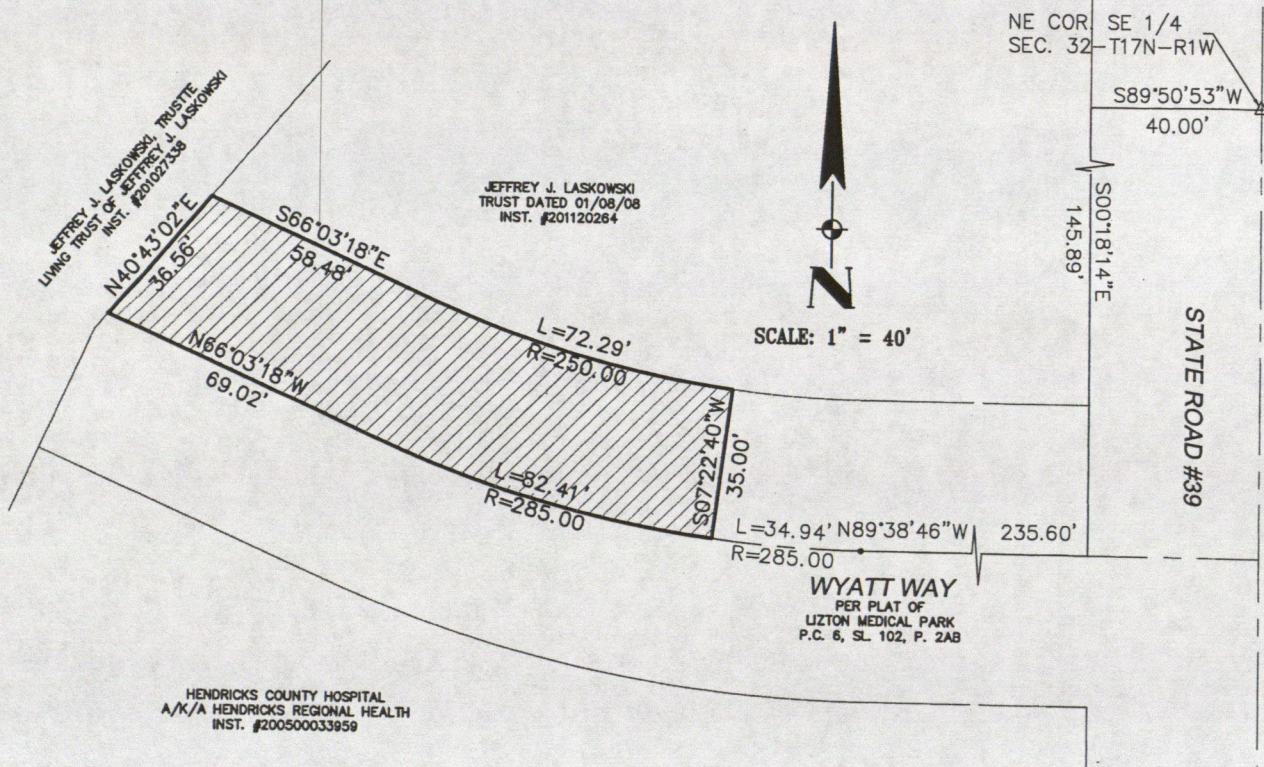 NE COR. SE 1/4
SEC. 32-T17N-R1W
S89°50'53"W
40.00'
JEFFREY J. LASKOWSKI, TRUSTTE
LIVING TRUST OF JEFFFREY J. LASKOWSKI
INST. #201027338
JEFFREY J. LASKOWSKI
TRUST DATED 01/08/08
INST. #201120264
N40°43'02"E
36.56'
S66°03'18"E
58.48'
N
SCALE: 1" = 40'
S00°18'14"E
145.89'
STATE ROAD #39
L=72.29'
R=250.00
N66°03'18"W
69.02'
L=82.41'
R=285.00
S07°22'40"W
35.00'
L=34.94' N89°38'46"W 235.60'
R=285.00
WYATT WAY
PER PLAT OF
LIZTON MEDICAL PARK
P.C. 6, SL. 102, P. 2AB
HENDRICKS COUNTY HOSPITAL
A/K/A HENDRICKS REGIONAL HEALTH
INST. #200500033959